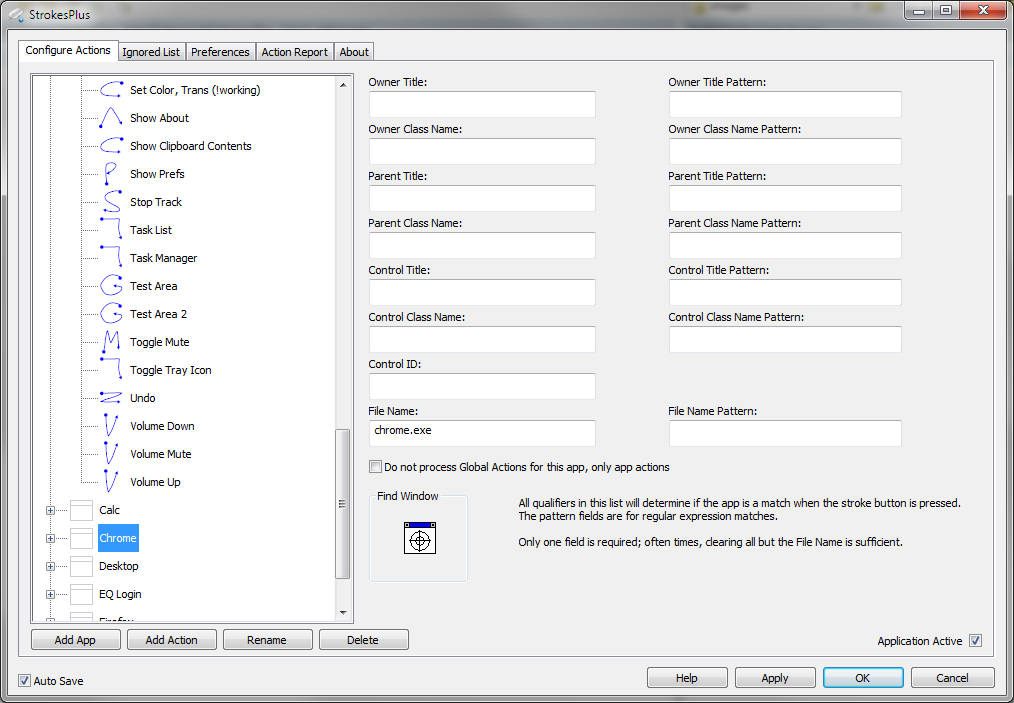 StrokesPlus
Configure Actions
Ignored List
Preferences
Action Report
About
Set Color, Trans (!working)
Show About
Show Clipboard Contents
Show Prefs
Stop Track
Task List
Task Manager
Test Area
Test Area 2
Toggle Mute
Toggle Tray Icon
Undo
Volume Down
Volume Mute
Volume Up
Calc
Chrome
Desktop
EQ Login
Firefox
Add App
Add Action
Rename
Delete
Owner Title:
Owner Title Pattern:
Owner Class Name:
Owner Class Name Pattern:
Parent Title:
Parent Title Pattern:
Parent Class Name:
Parent Class Name Pattern:
Control Title:
Control Title Pattern:
Control Class Name:
Control Class Name Pattern:
Control ID:
File Name:
File Name Pattern:
chrome.exe
Do not process Global Actions for this app, only app actions
Find Window
All qualifiers in this list will determine if the app is a match when the stroke button is pressed.
The pattern fields are for regular expression matches.
Only one field is required; often times, clearing all but the File Name is sufficient.
Application Active
Auto Save
Help
Apply
OK
Cancel